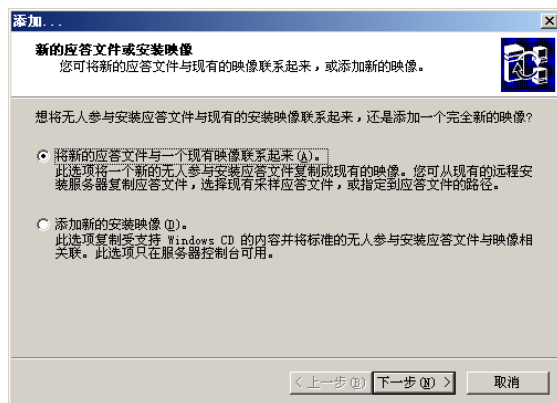 添加...
新的应答文件或安装映像
您可将新的应答文件与现有的映像联系起来，或添加新的映像。
想将无人参与安装应答文件与现有的安装映像联系起来，还是添加一个完全新的映像?
将新的应答文件与一个现有映像联系起来(A)。
此选项将一个新的无人参与安装应答文件复制成现有的映像。您可从现有的远程安
装服务器复制应答文件，选择现有采样应答文件，或指定到应答文件的路径。
添加新的安装映像(D)。
此选项复制受支持 Windows CD 的内容并将标准的无人参与安装应答文件与映像相
关联。此选项只在服务器控制台可用。
< 上一步(B) 下一步(N) > 取消